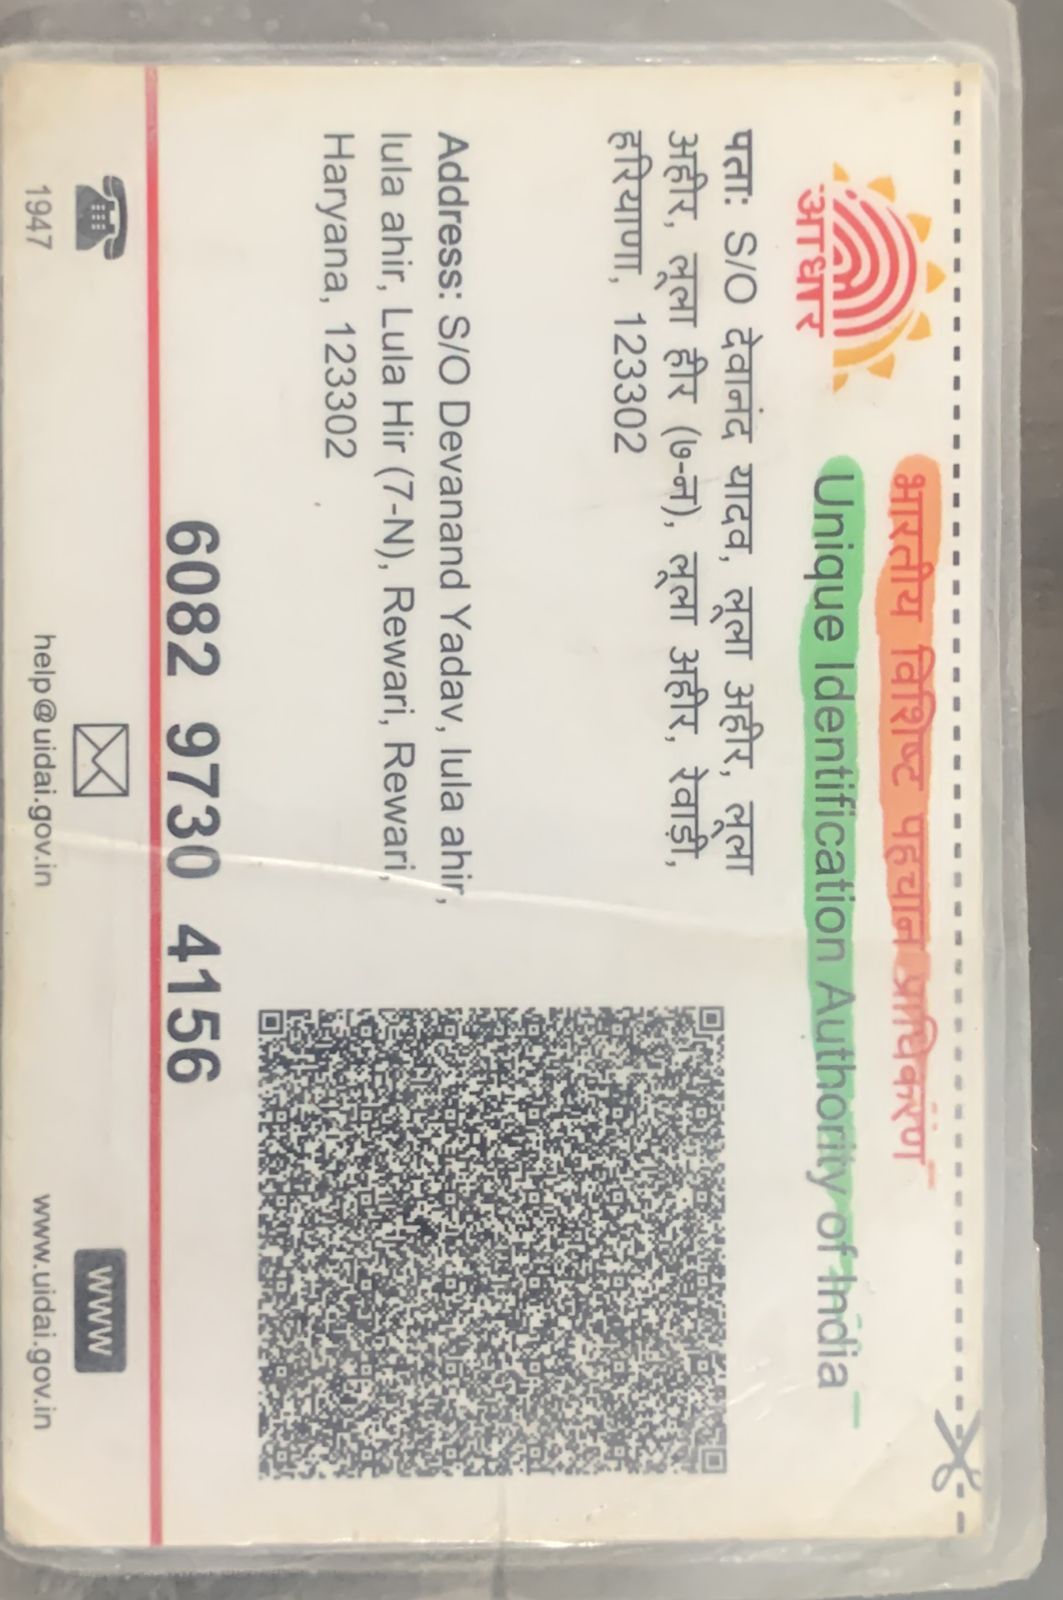 भारतीय विशिष्ट पहचान प्राधिकरण
Unique Identification Authority of India
आधार
पता: S/O देवानंद यादव, लूला अहीर, लूला
अहीर, लूला हीर (७-न), लूला अहीर, रेवाड़ी,
हरियाणा, 123302
Address: S/O Devanand Yadav, lula ahir,
lula ahir, Lula Hir (7-N), Rewari, Rewari,
Haryana, 123302
6082 9730 4156
1947
help@uidai.gov.in
www
www.uidai.gov.in